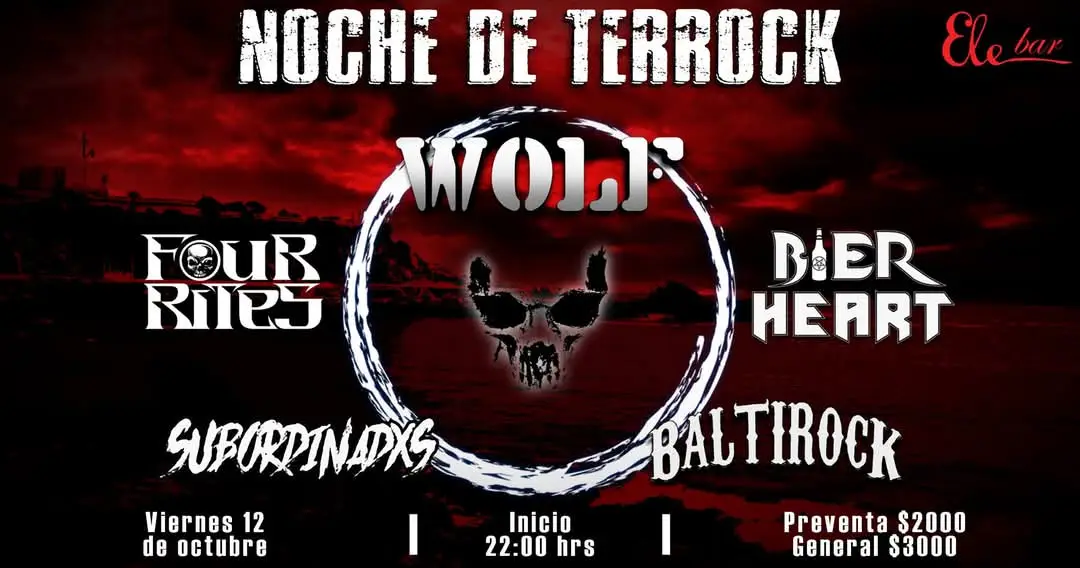 NOCHE DE TERROCK
Ele bar
WOLF
FOUR
RITES
BIER
HEART
SUBORDINADXS
BALTIROCK
Viernes 12
de octubre
Inicio
22:00 hrs
Preventa $2000
General $3000